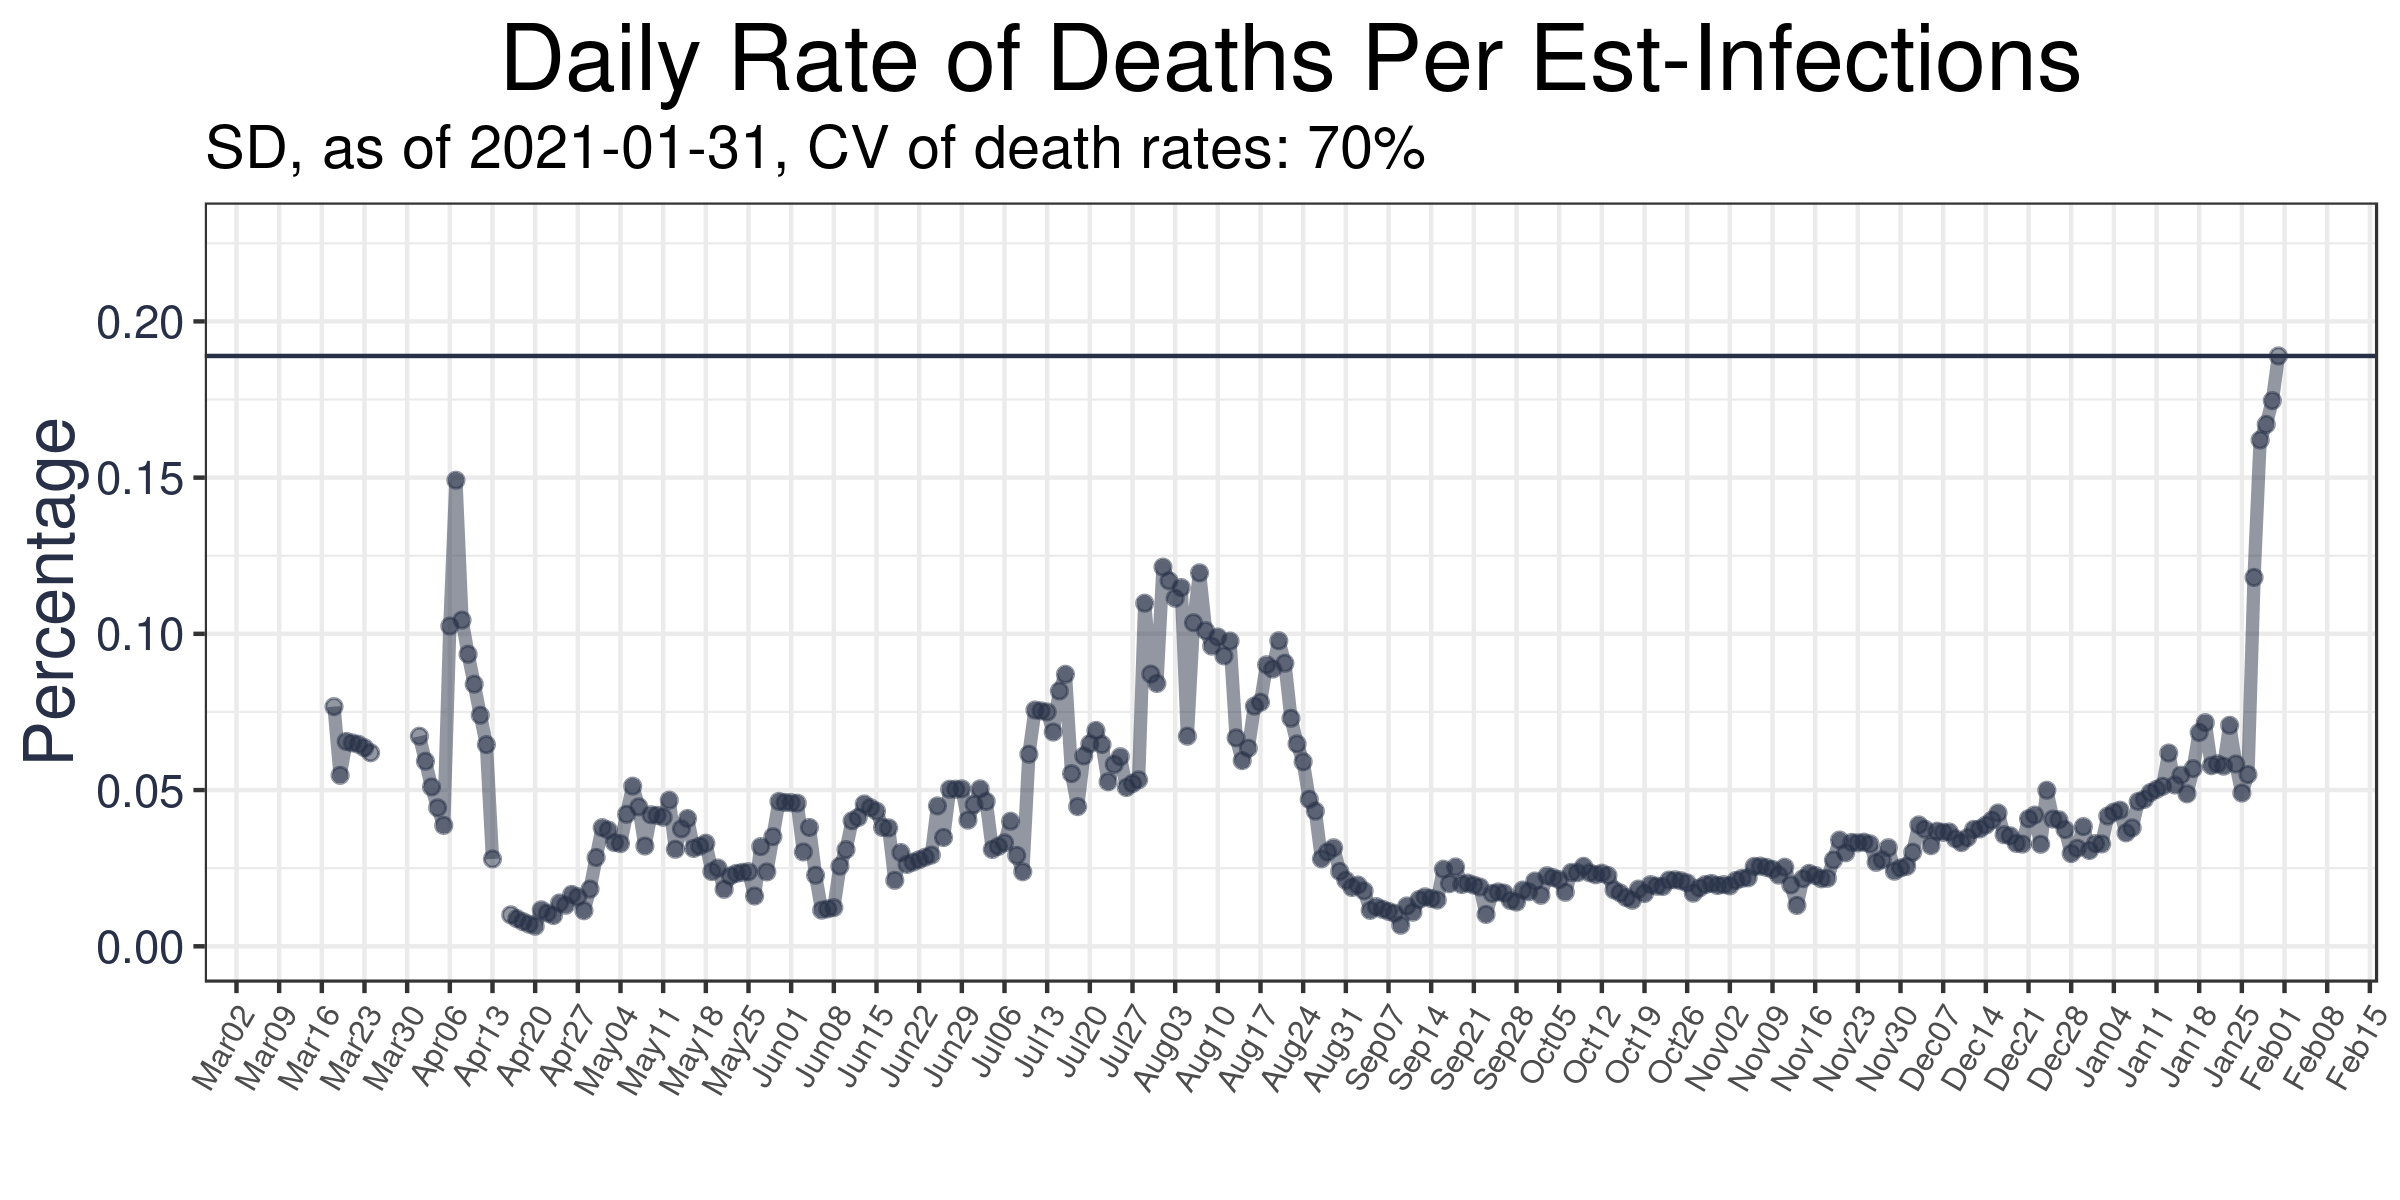 Daily Rate of Deaths Per Est-Infections
SD, as of 2021-01-31, CV of death rates: 70%
Percentage
0.20
0.15
0.10
0.05
0.00
Mar02
Mar09
Mar16
Mar23
Mar30
Apr06
Apr13
Apr20
Apr27
May04
May11
May18
May25
Jun01
Jun08
Jun15
Jun22
Jun29
Jul06
Jul13
Jul20
Jul27
Aug03
Aug10
Aug17
Aug24
Aug31
Sep07
Sep14
Sep21
Sep28
Oct05
Oct12
Oct19
Oct26
Nov02
Nov09
Nov16
Nov23
Nov30
Dec07
Dec14
Dec21
Dec28
Jan04
Jan11
Jan18
Jan25
Feb01
Feb08
Feb15